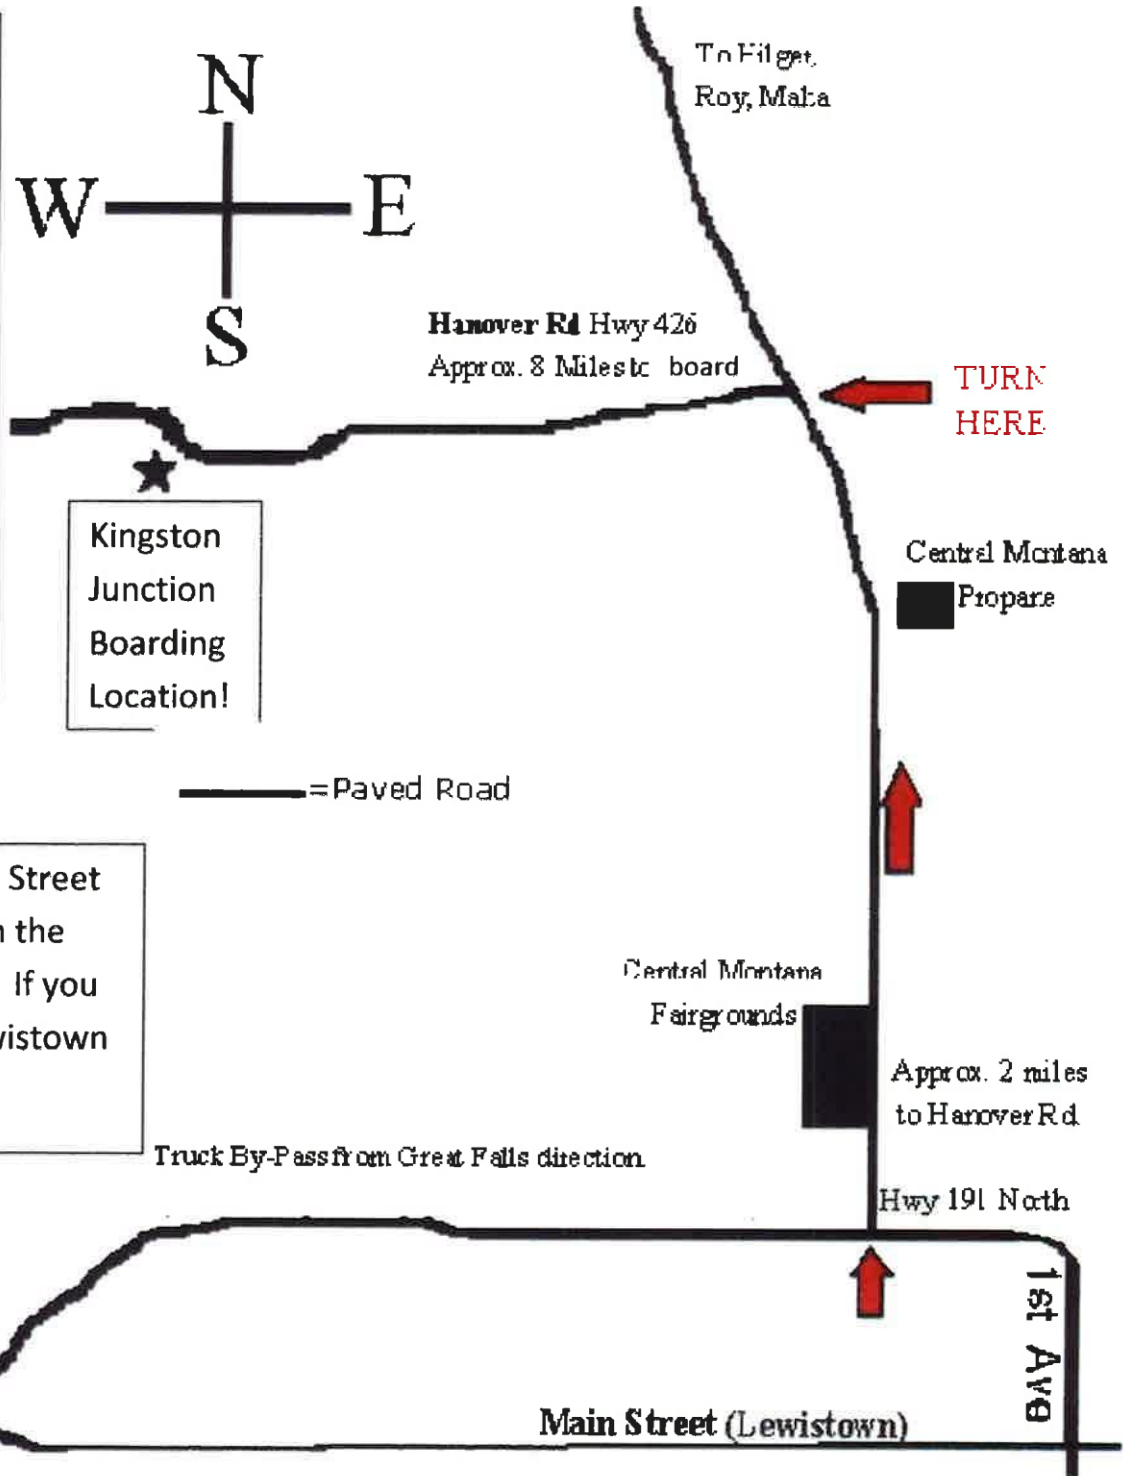 N
To Hilger,
Roy, Malta
W E
S
Hanover Rd Hwy 426
Approx. 8 Miles to board
TURN
HERE
Kingston
Junction
Boarding
Location!
Central Montana
Propane
=Paved Road
Street
the
If you
Central Montana
Fairgrounds
Approx. 2 miles
to Hanover Rd
Truck By-Pass from Great Falls direction
Hwy 191 North
1st Ave
Main Street (Lewistown)